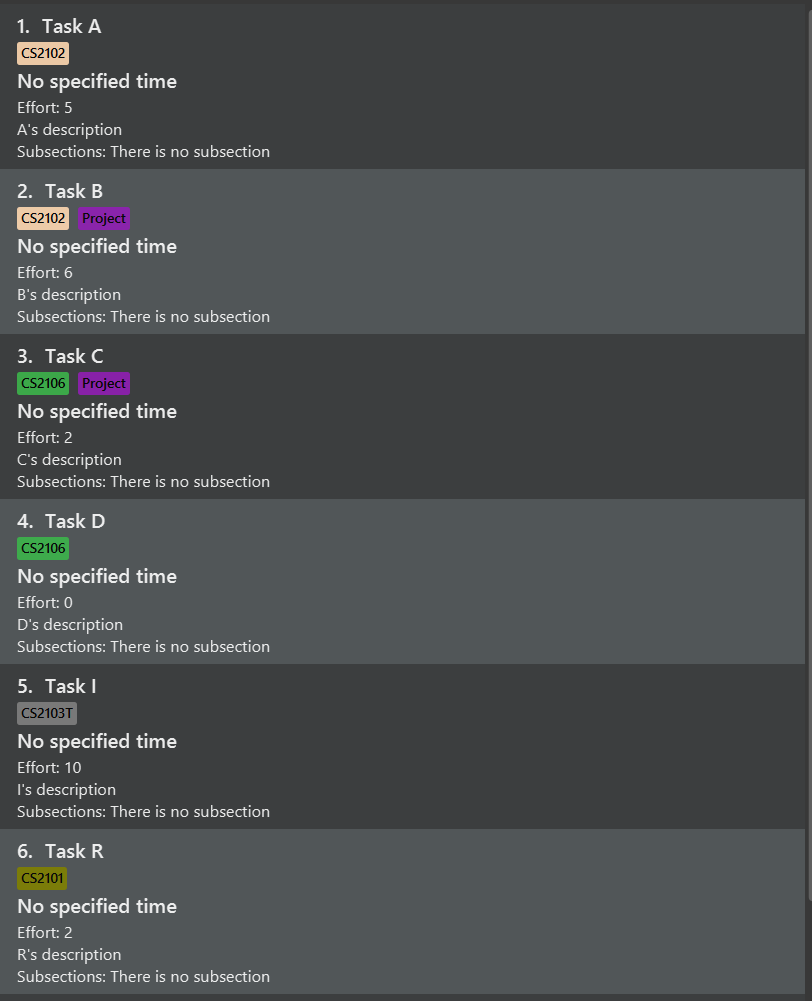 1. Task A
CS2102
No specified time
Effort: 5
A's description
Subsections: There is no subsection
2. Task B
CS2102 Project
No specified time
Effort: 6
B's description
Subsections: There is no subsection
3. Task C
CS2106 Project
No specified time
Effort: 2
C's description
Subsections: There is no subsection
4. Task D
CS2106
No specified time
Effort: 0
D's description
Subsections: There is no subsection
5. Task I
CS2103T
No specified time
Effort: 10
I's description
Subsections: There is no subsection
6. Task R
CS2101
No specified time
Effort: 2
R's description
Subsections: There is no subsection